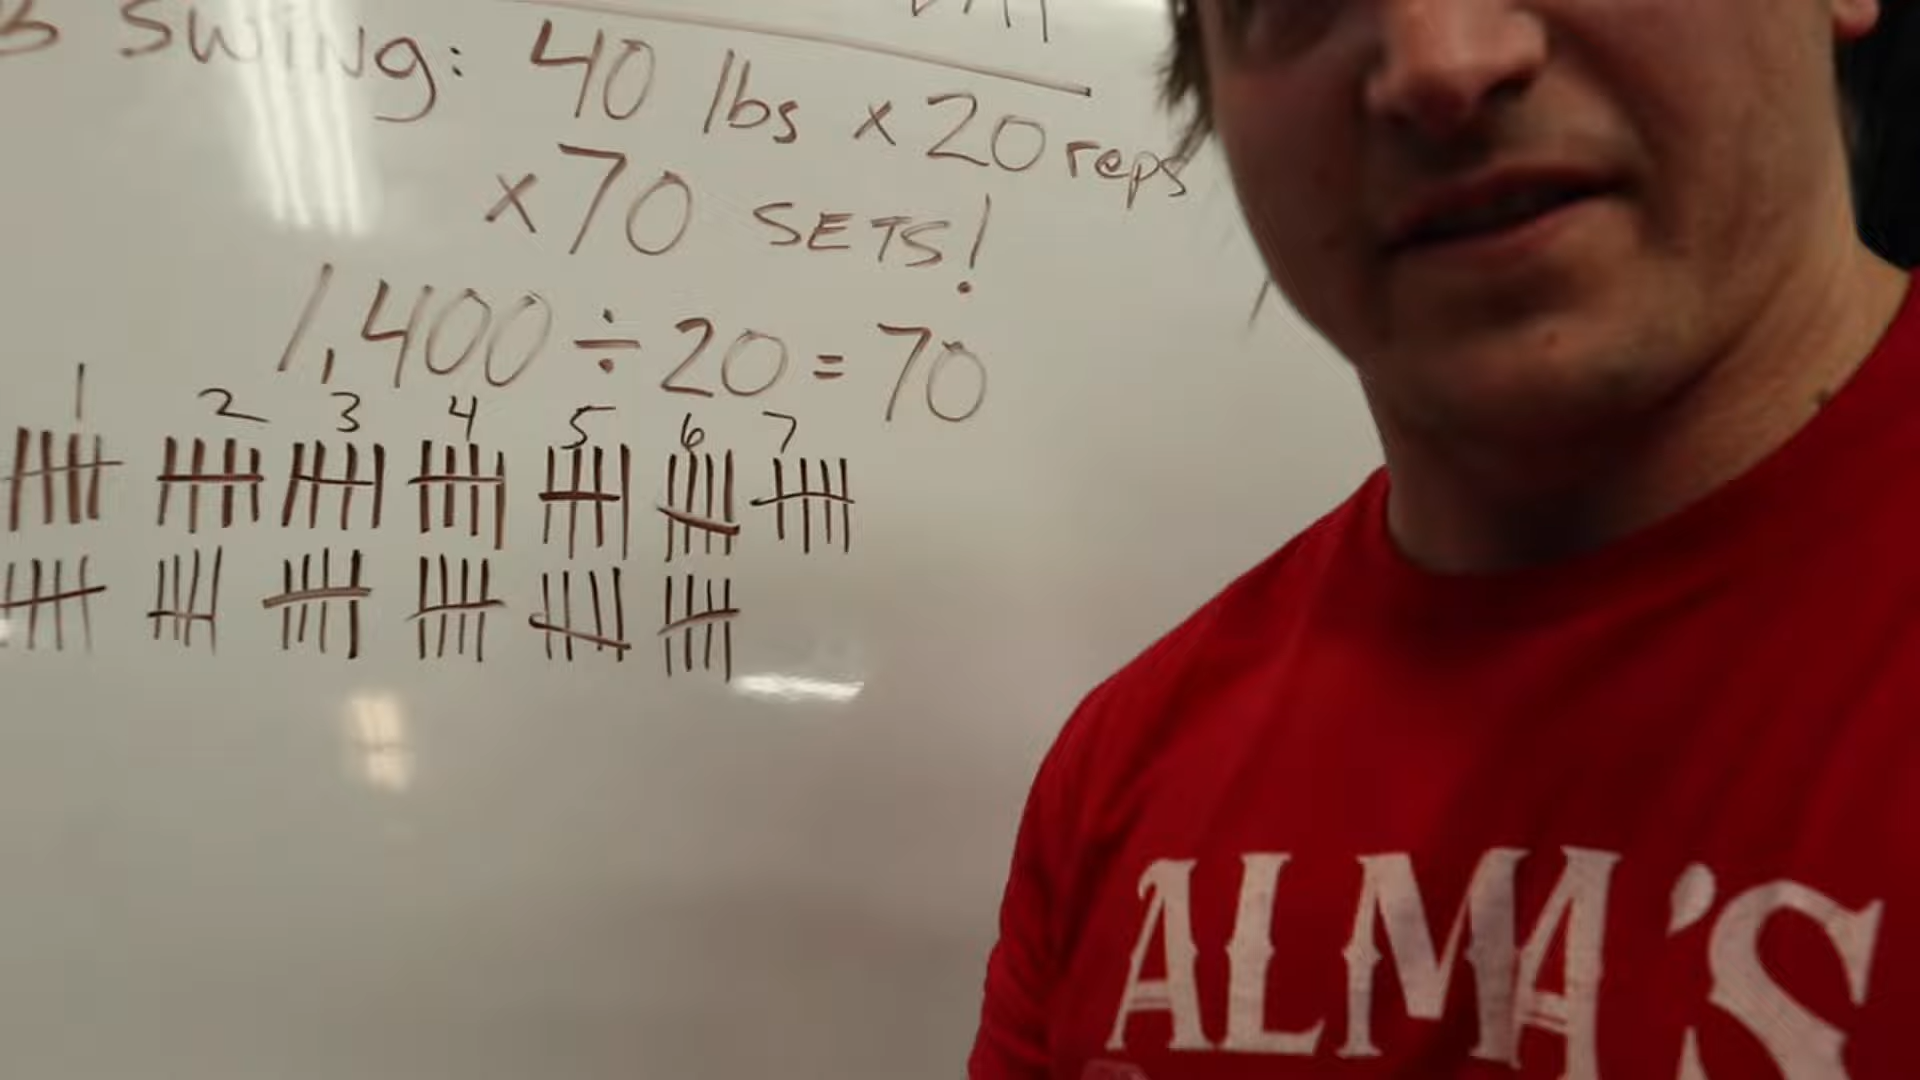 SWING: 40 lbs x 20 reps
x 70 SETS!
1,400 ÷ 20 = 70
1 2 3 4 5 6 7
ALMA'S